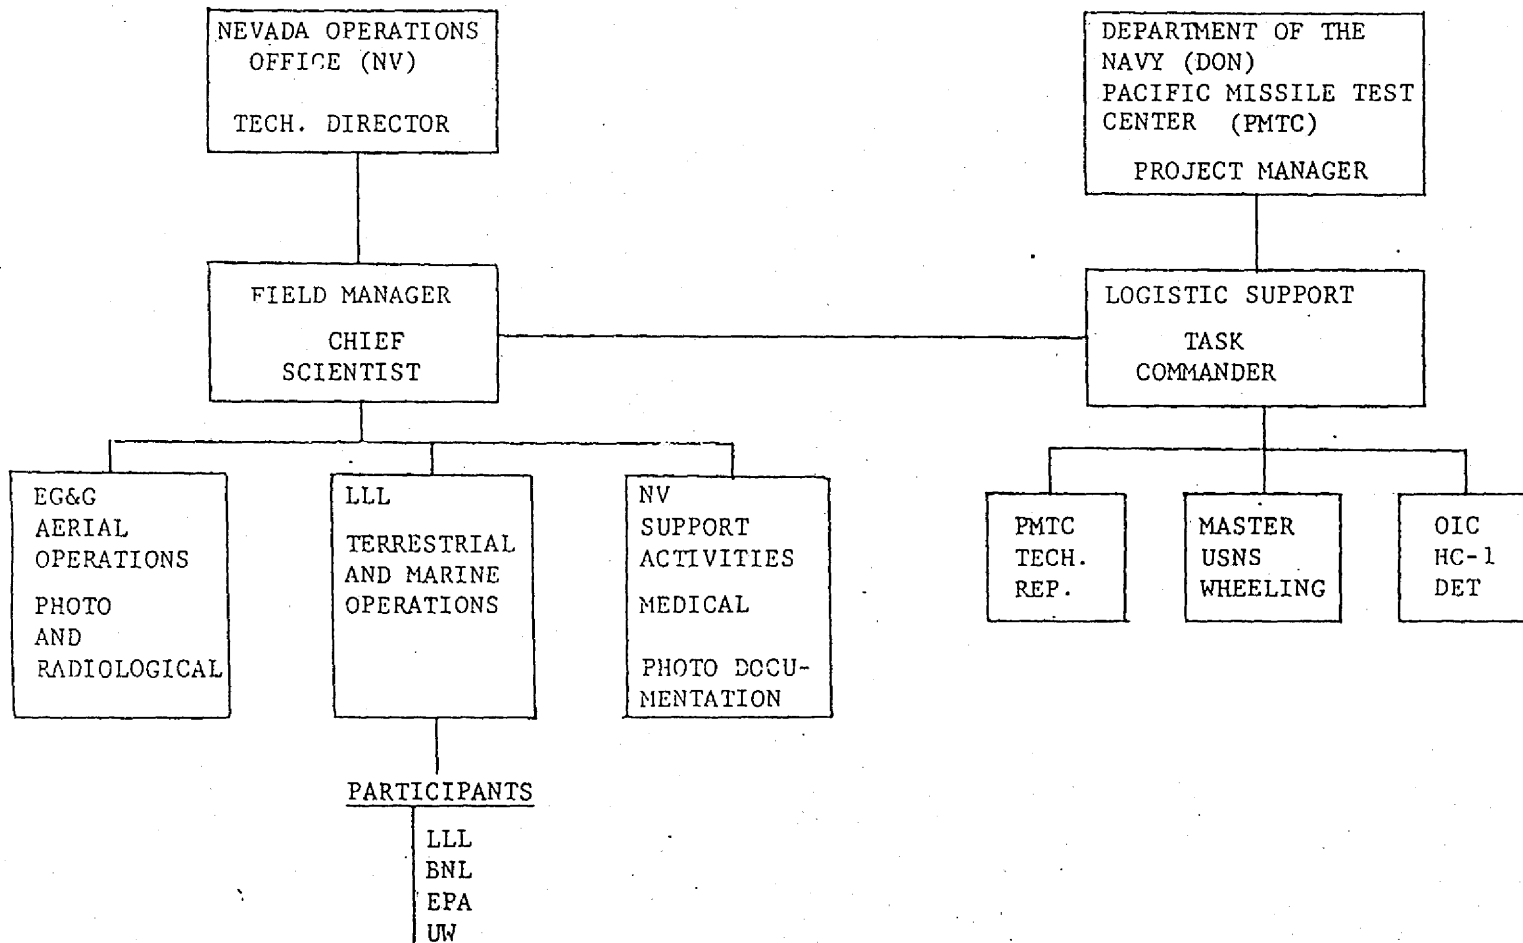 NEVADA OPERATIONS
OFFICE (NV)
TECH. DIRECTOR
DEPARTMENT OF THE
NAVY (DON)
PACIFIC MISSILE TEST
CENTER (PMTC)
PROJECT MANAGER
FIELD MANAGER
CHIEF
SCIENTIST
LOGISTIC SUPPORT
TASK
COMMANDER
EG&G
AERIAL
OPERATIONS
PHOTO
AND
RADIOLOGICAL
LLL
TERRESTRIAL
AND MARINE
OPERATIONS
NV
SUPPORT
ACTIVITIES
MEDICAL
PHOTO DOCU-
MENTATION
PMTC
TECH.
REP.
MASTER
USNS
WHEELING
OIC
HC-1
DET
PARTICIPANTS
LLL
BNL
EPA
UW